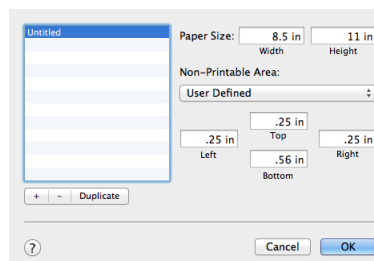 Untitled
Paper Size: 8.5 in 11 in
Width Height
Non-Printable Area:
User Defined
.25 in
Top
.25 in .25 in
Left Right
.56 in
Bottom
+ - Duplicate
? Cancel OK